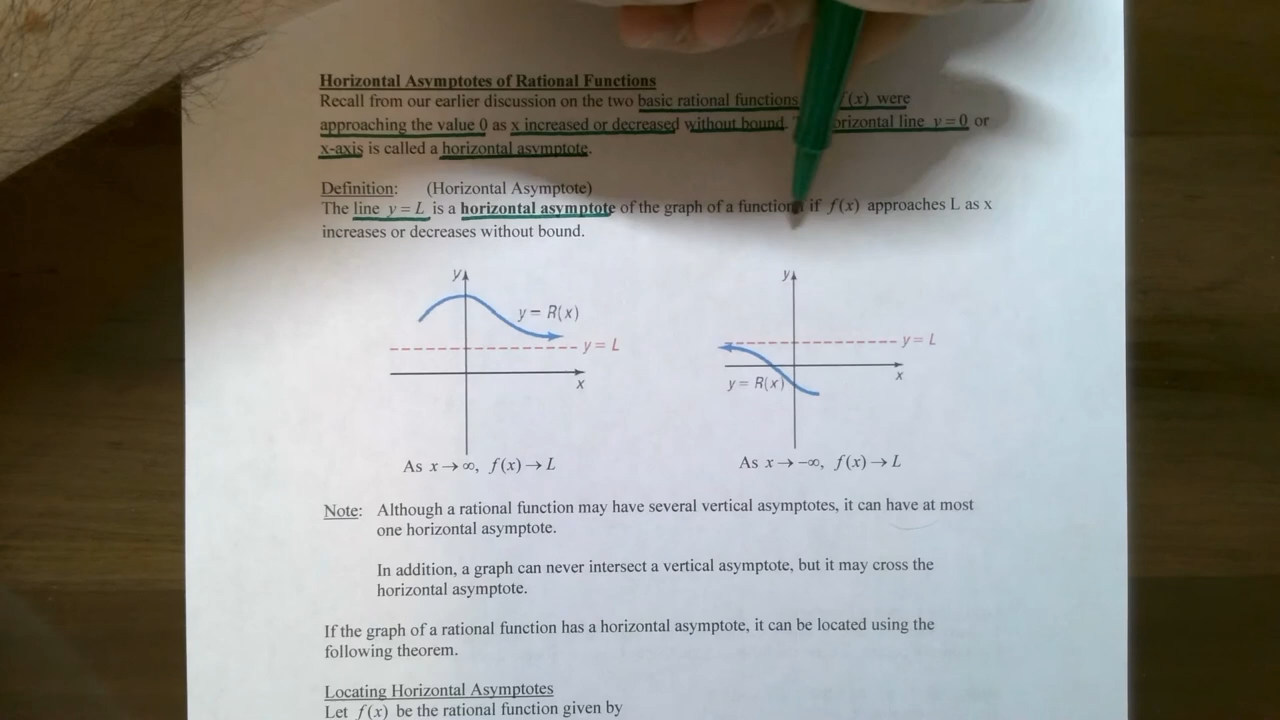 Horizontal Asymptotes of Rational Functions
Recall from our earlier discussion on the two basic rational functions f(x) were
approaching the value 0 as x increased or decreased without bound. orizontal line y = 0 or
x-axis is called a horizontal asymptote.
Definition: (Horizontal Asymptote)
The line y = L is a horizontal asymptote of the graph of a function if f(x) approaches L as x
increases or decreases without bound.
y
y = R(x)
y = L
x
As x → ∞, f(x) → L
y
y = L
x
y = R(x)
As x → -∞, f(x) → L
Note: Although a rational function may have several vertical asymptotes, it can have at most
one horizontal asymptote.
In addition, a graph can never intersect a vertical asymptote, but it may cross the
horizontal asymptote.
If the graph of a rational function has a horizontal asymptote, it can be located using the
following theorem.
Locating Horizontal Asymptotes
Let f(x) be the rational function given by